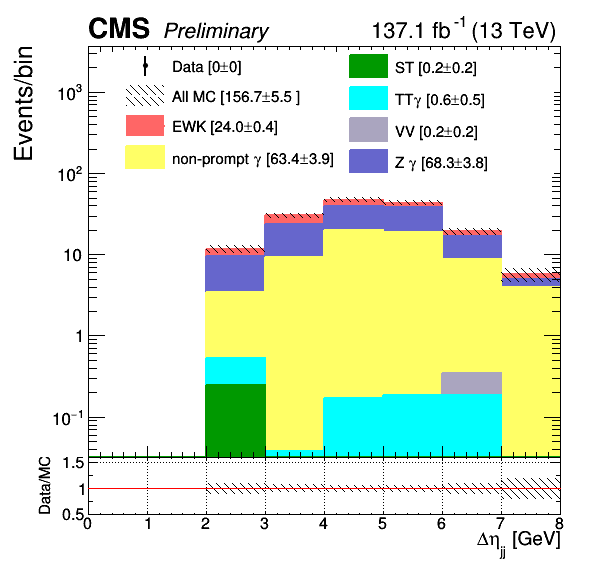 CMS Preliminary 137.1 fb⁻¹ (13 TeV)
Events/bin
Data [0±0]
All MC [156.7±5.5 ]
EWK [24.0±0.4]
non-prompt γ [63.4±3.9]
ST [0.2±0.2]
TTγ [0.6±0.5]
VV [0.2±0.2]
Z γ [68.3±3.8]
10³
10²
10
1
10⁻¹
Data/MC
1.5
1
0.5
0 1 2 3 4 5 6 7 8
Δη_jj [GeV]